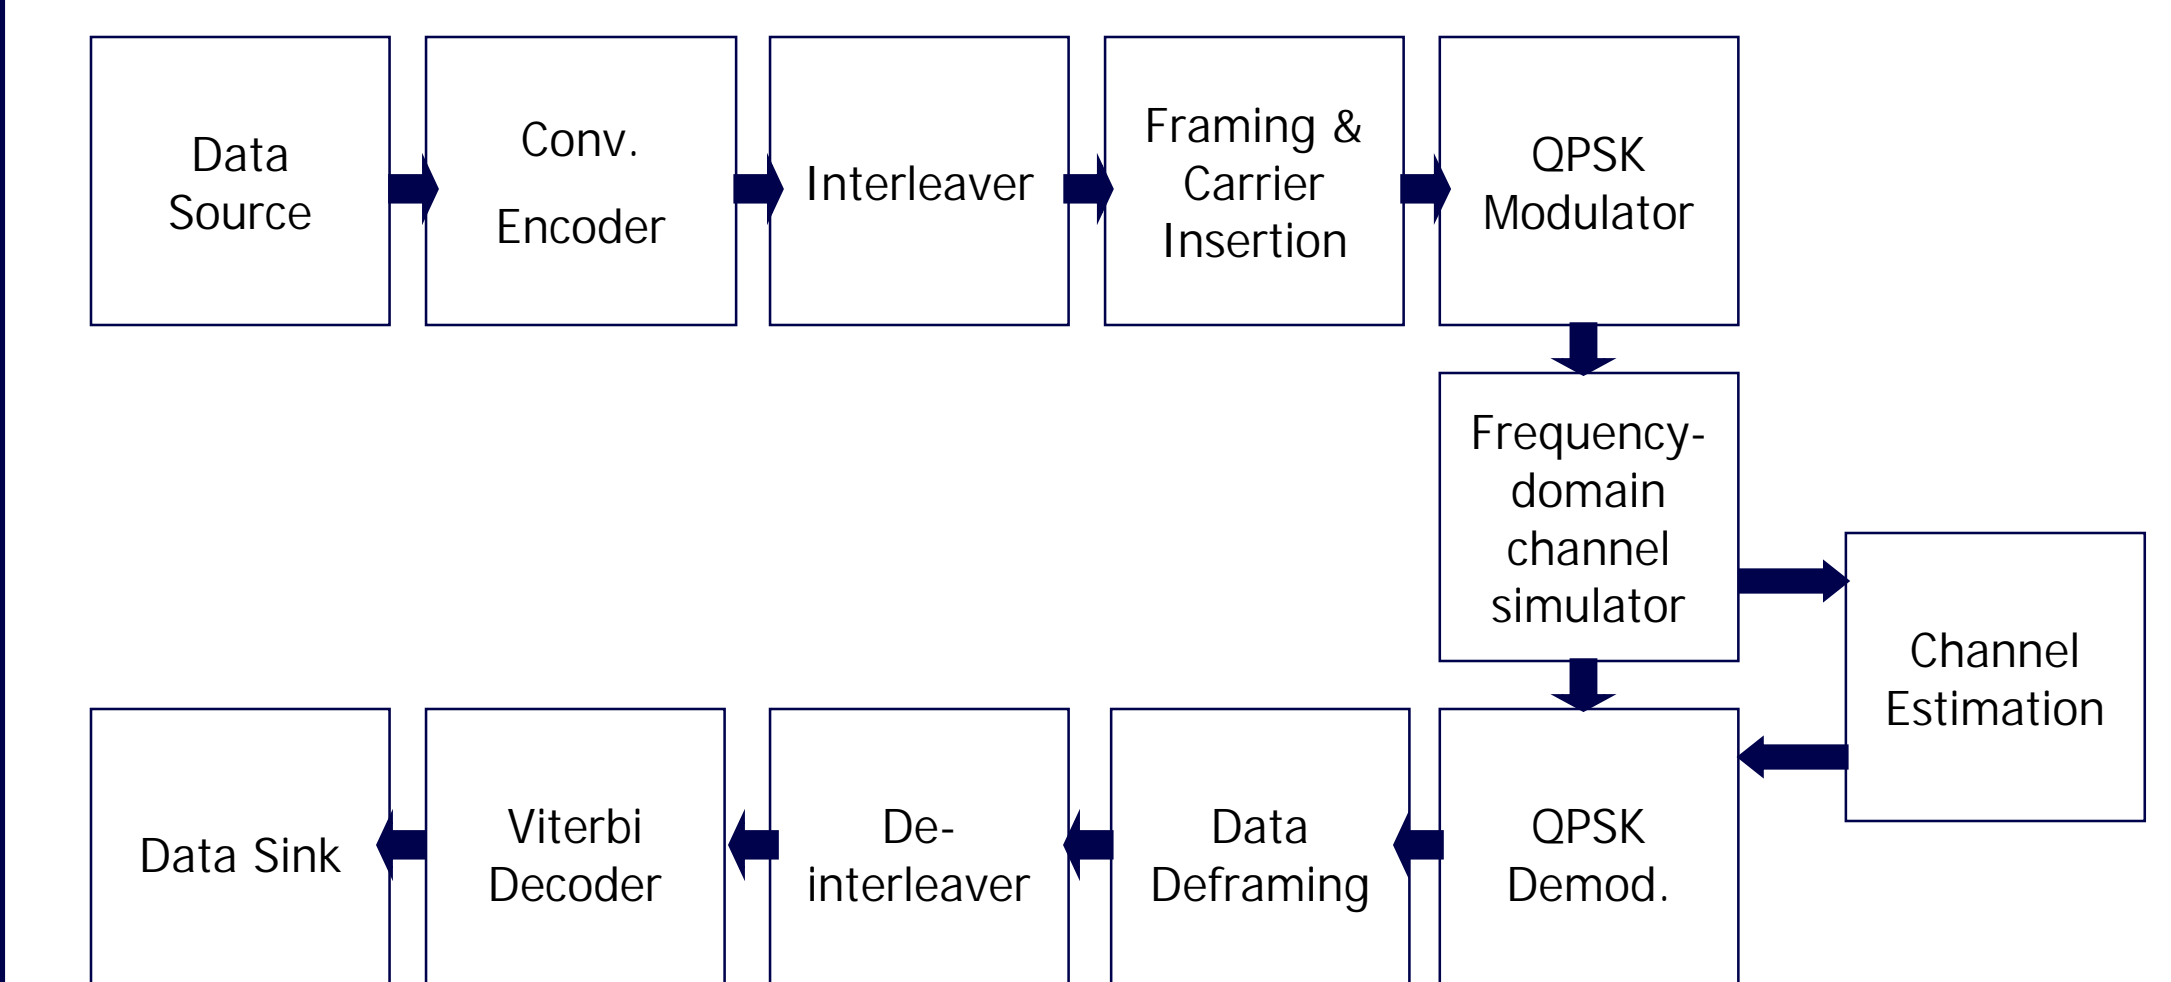 Data
Source
Conv.
Encoder
Interleaver
Framing &
Carrier
Insertion
QPSK
Modulator
Frequency-
domain
channel
simulator
Channel
Estimation
Data Sink
Viterbi
Decoder
De-
interleaver
Data
Deframing
QPSK
Demod.